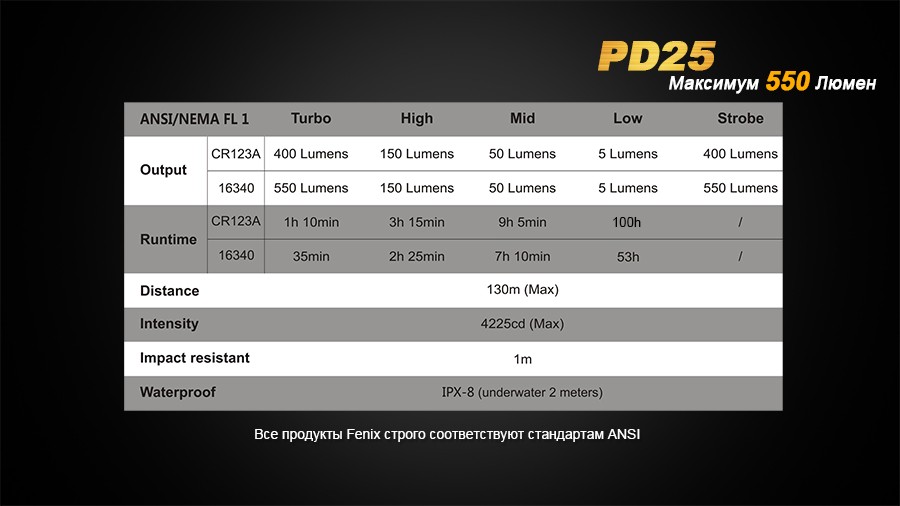 PD25
Максимум 550 Люмен
ANSI/NEMA FL 1 Turbo High Mid Low Strobe
Output
CR123A 400 Lumens 150 Lumens 50 Lumens 5 Lumens 400 Lumens
16340 550 Lumens 150 Lumens 50 Lumens 5 Lumens 550 Lumens
Runtime
CR123A 1h 10min 3h 15min 9h 5min 100h /
16340 35min 2h 25min 7h 10min 53h /
Distance 130m (Max)
Intensity 4225cd (Max)
Impact resistant 1m
Waterproof IPX-8 (underwater 2 meters)
Все продукты Fenix строго соответствуют стандартам ANSI